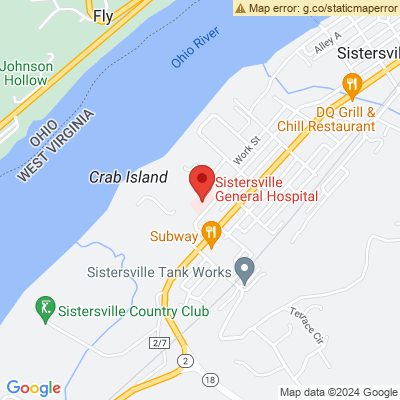 Map error: g.co/staticmaperror
Fly
Ohio River
Alley A
Johnson
Hollow
Sistersvill
OHIO
WEST VIRGINIA
DQ Grill &
Chill Restaurant
Work St
Crab Island
Sistersville
General Hospital
Subway
Sistersville Tank Works
Sistersville Country Club
Terrace Cir
2/7
2
18
Google
Map data ©2024 Google